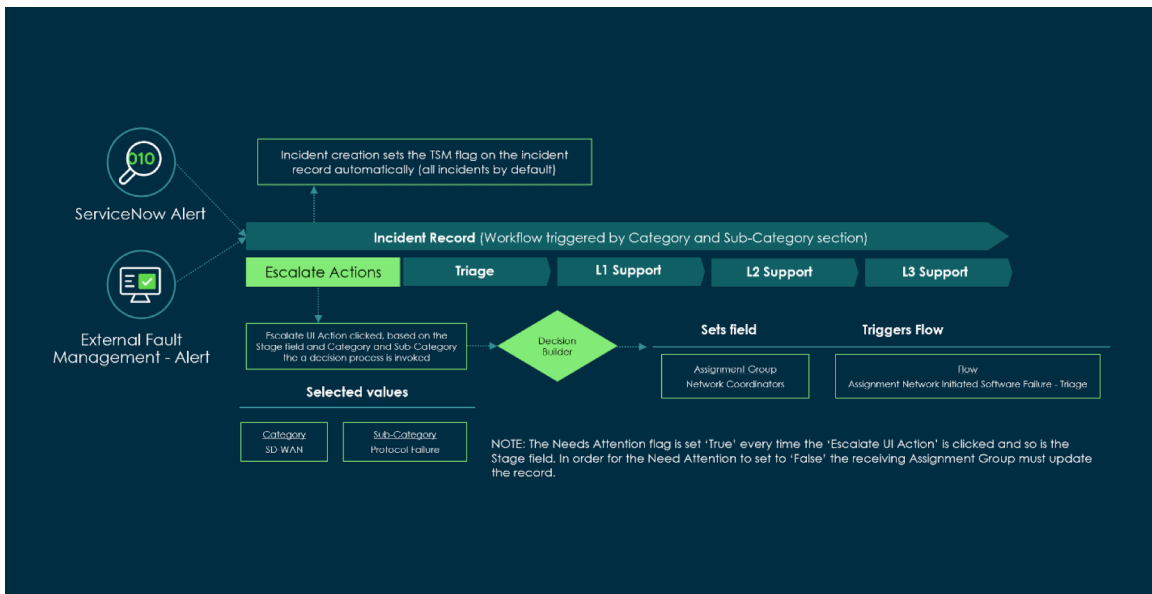 010
ServiceNow Alert
External Fault
Management - Alert
Incident creation sets the TSM flag on the incident
record automatically (all incidents by default)
Incident Record (Workflow triggered by Category and Sub-Category section)
Escalate Actions
Triage
L1 Support
L2 Support
L3 Support
Escalate UI Action clicked, based on the
Stage field and Category and Sub Category
the a decision process is invoked
Decision
Builder
Sets field
Triggers Flow
Assignment Group
Network Coordinators
Flow
Assignment Network Initiated Software Failure - Triage
Selected values
Category
SD-WAN
Sub-Category
Protocol Failure
NOTE: The Needs Attention flag is set 'True' every time the 'Escalate UI Action' is clicked and so is the
Stage field. In order for the Need Attention to set to 'False' the receiving Assignment Group must update
the record.